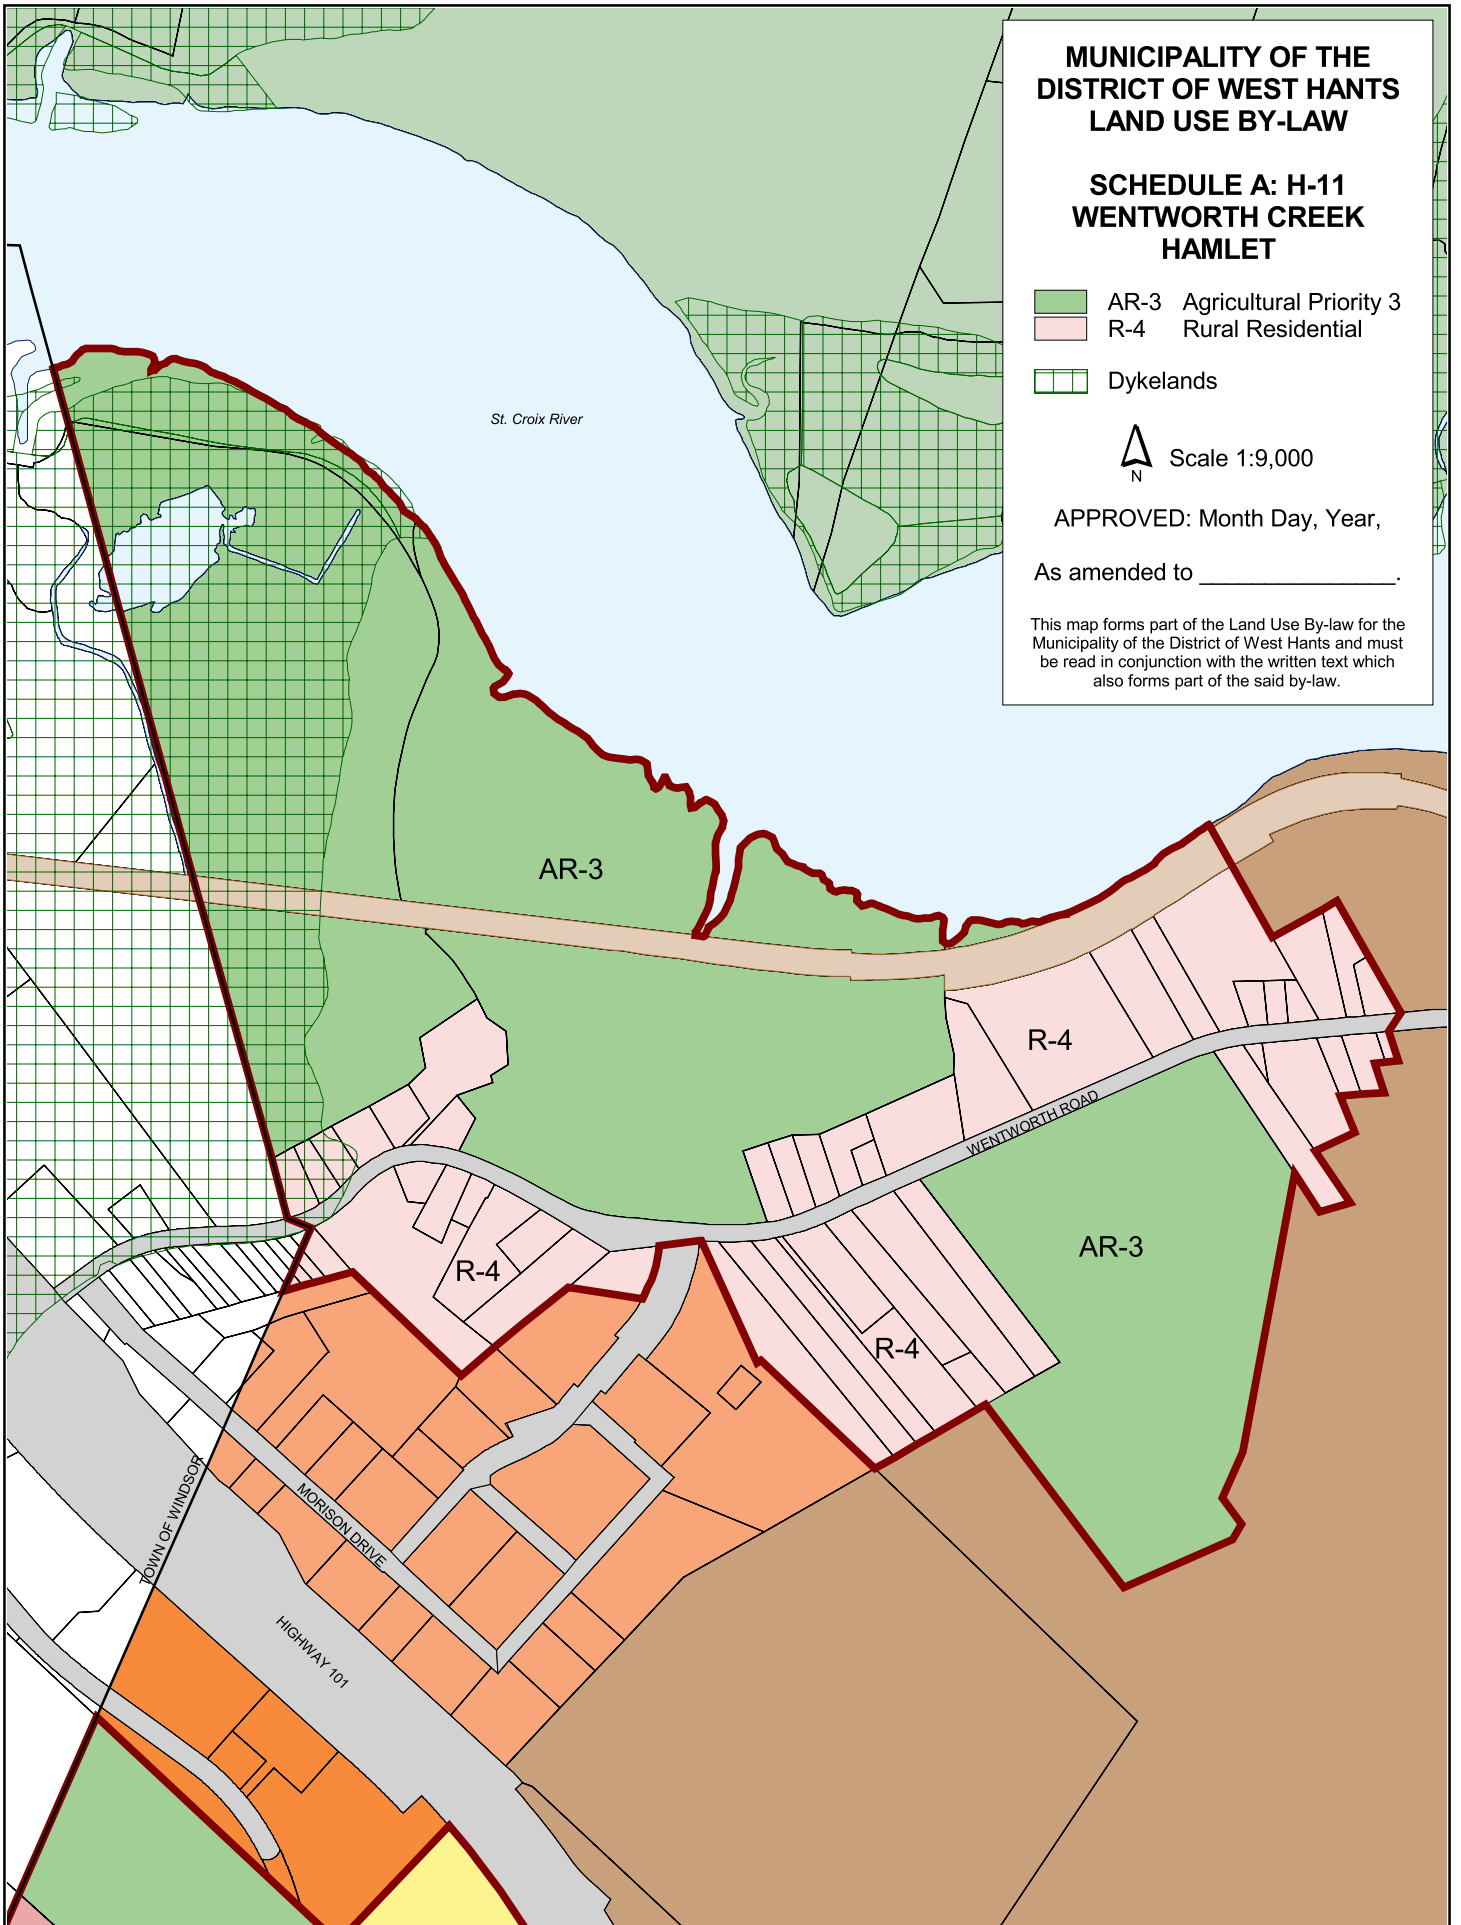 MUNICIPALITY OF THE
DISTRICT OF WEST HANTS
LAND USE BY-LAW
SCHEDULE A: H-11
WENTWORTH CREEK
HAMLET
AR-3 Agricultural Priority 3
R-4 Rural Residential
Dykelands
N
Scale 1:9,000
APPROVED: Month Day, Year,
As amended to _______________.
This map forms part of the Land Use By-law for the
Municipality of the District of West Hants and must
be read in conjunction with the written text which
also forms part of the said by-law.
St. Croix River
AR-3
R-4
WENTWORTH ROAD
AR-3
R-4
R-4
TOWN OF WINDSOR
MORISON DRIVE
HIGHWAY 101